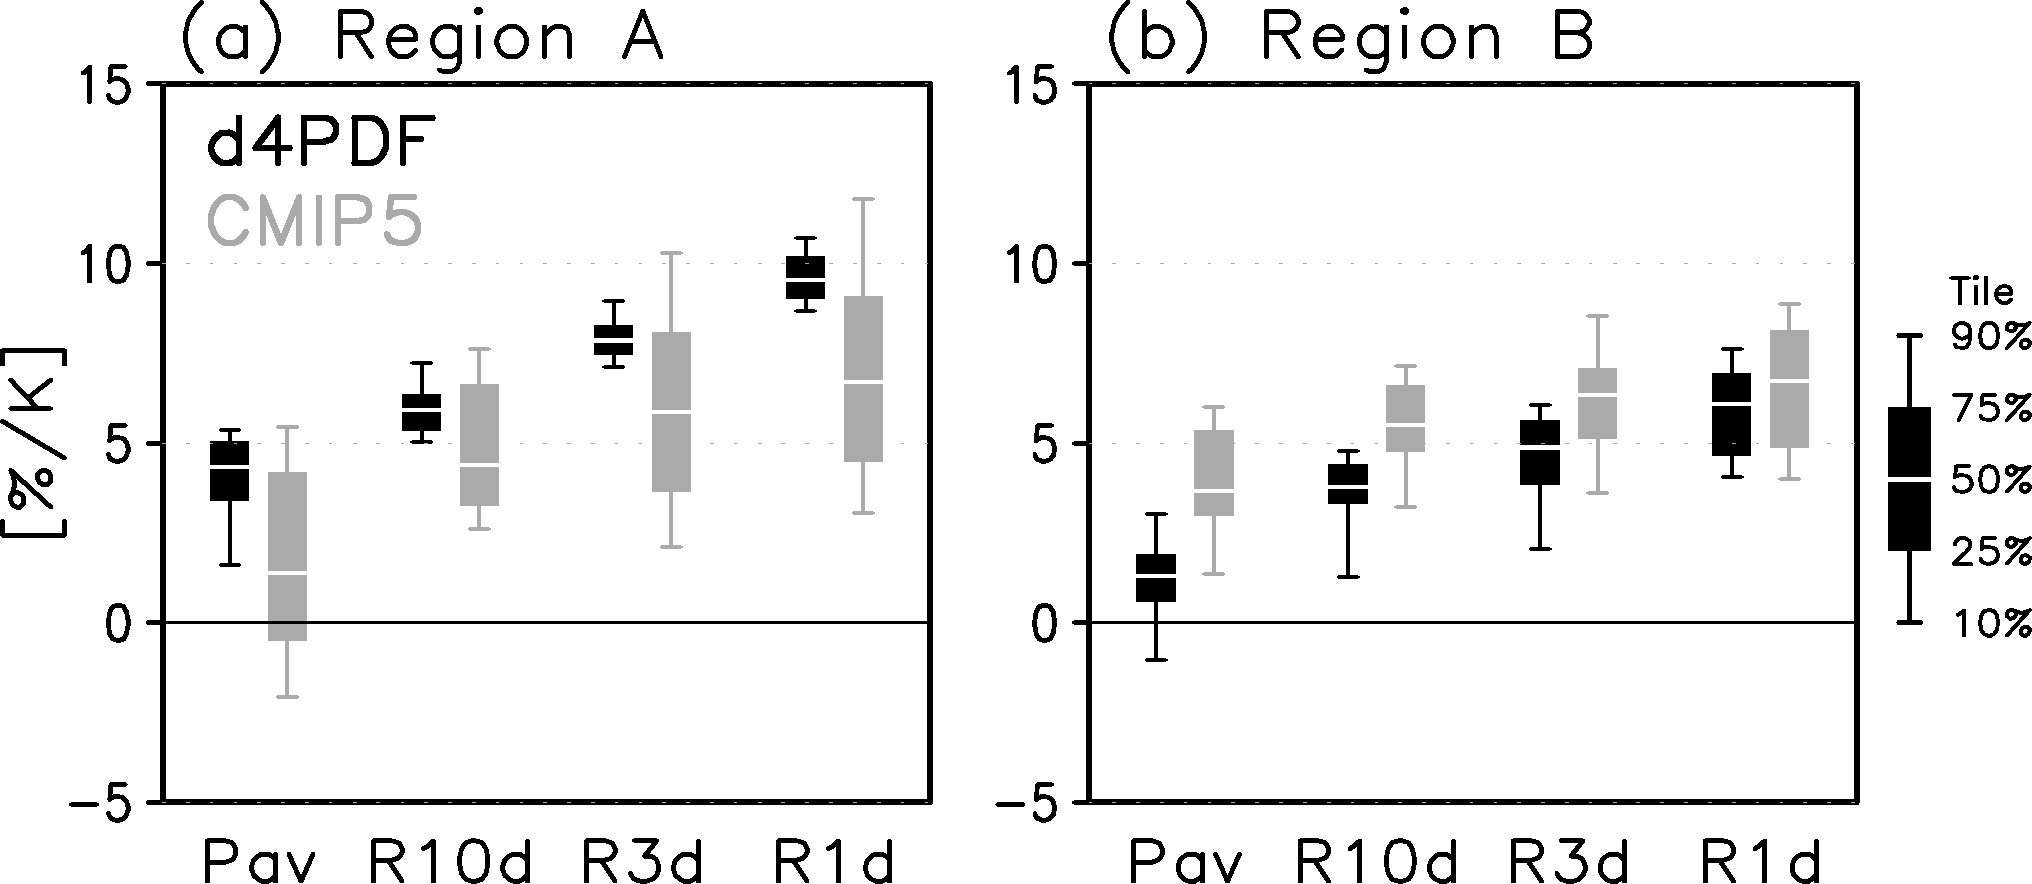 (a) Region A
15
10
5
0
-5
[%/K]
d4PDF
CMIP5
Pav R10d R3d R1d
(b) Region B
15
10
5
0
-5
Pav R10d R3d R1d
Tile
90%
75%
50%
25%
10%